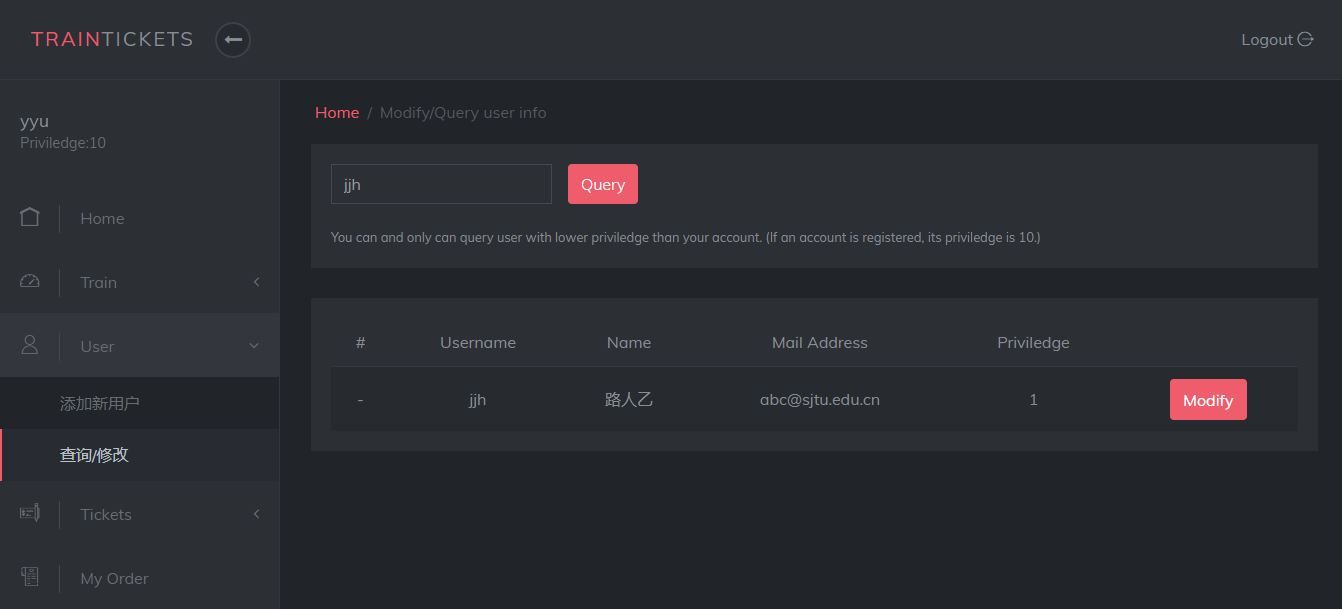 TRAINTICKETS
Logout
yyu
Priviledge:10
Home
Train
User
添加新用户
查询/修改
Tickets
My Order
Home / Modify/Query user info
jjh
Query
You can and only can query user with lower priviledge than your account. (If an account is registered, its priviledge is 10.)
# Username Name Mail Address Priviledge
- jjh 路人乙 abc@sjtu.edu.cn 1 Modify